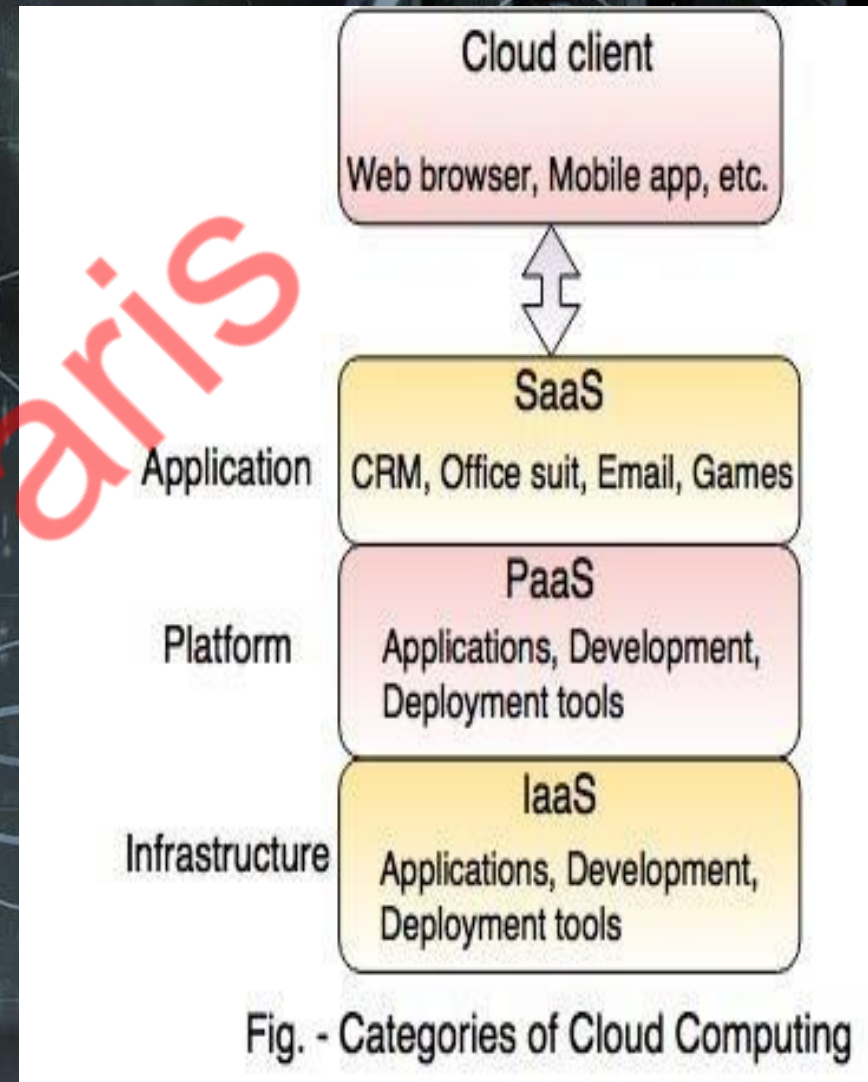 Cloud client
Web browser, Mobile app, etc.
SaaS
Application
CRM, Office suit, Email, Games
PaaS
Platform
Applications, Development,
Deployment tools
IaaS
Infrastructure
Applications, Development,
Deployment tools
Fig. - Categories of Cloud Computing
aris